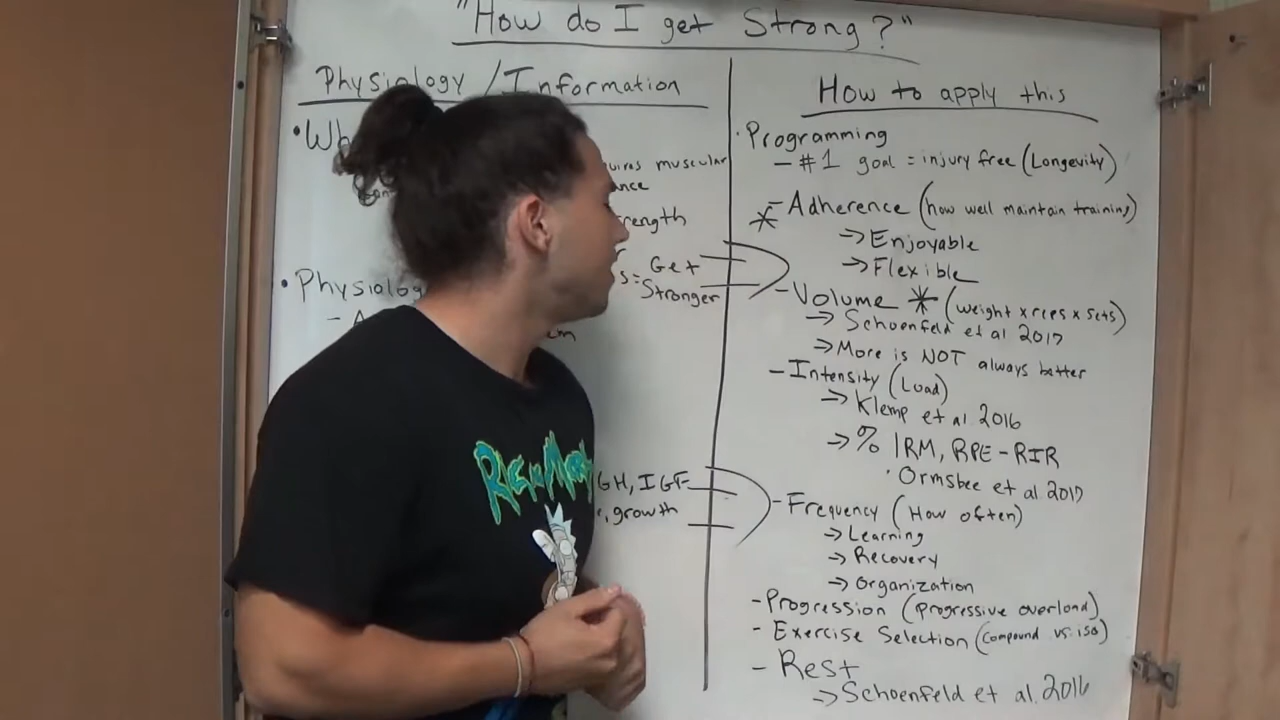 "How do I get Strong?"
Physiology / Information
• Wh
uires muscular
ance
rength
s = Get
Stronger
• Physiolog
- A
em
GH, IGF
, growth
How to apply this
• Programming
- #1 goal = injury free (Longevity)
* - Adherence (how well maintain training)
→ Enjoyable
→ Flexible
- Volume * (weight x reps x sets)
→ Schoenfeld et al 2017
→ More is NOT always better
- Intensity (Load)
→ Klemp et al 2016
→ % 1RM, RPE - RIR
• Ormsbee et al 2017
- Frequency (How often)
→ Learning
→ Recovery
→ Organization
- Progression (progressive overload)
- Exercise Selection (compound vs iso)
- Rest
→ Schoenfeld et al. 2016
Rick Mort